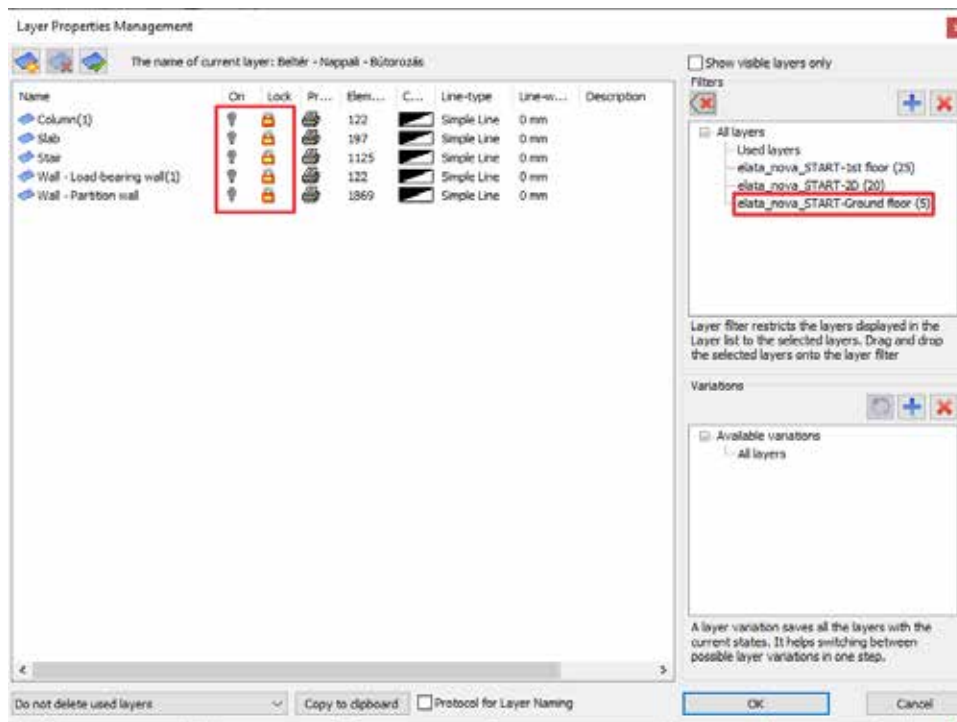 Layer Properties Management
The name of current layer: Beltér - Nappali - Bútorozás
Show visible layers only
Filters
Name On Lock Pr... Elem... C... Line-type Line-w... Description
Column(1) 122 Simple Line 0 mm
Slab 197 Simple Line 0 mm
Stair 1125 Simple Line 0 mm
Wall - Load-bearing wall(1) 122 Simple Line 0 mm
Wall - Partition wall 1869 Simple Line 0 mm
All layers
Used layers
elata_nova_START-1st floor (25)
elata_nova_START-2D (20)
elata_nova_START-Ground floor (5)
Layer filter restricts the layers displayed in the
Layer list to the selected layers. Drag and drop
the selected layers onto the layer filter
Variations
Available variations
All layers
A layer variation saves all the layers with the
current states. It helps switching between
possible layer variations in one step.
Do not delete used layers Copy to clipboard Protocol for Layer Naming OK Cancel